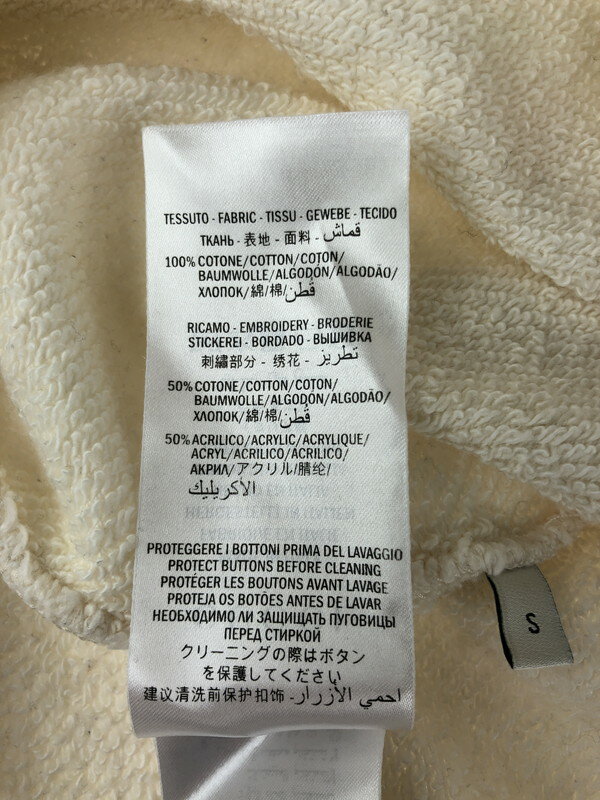 TESSUTO - FABRIC - TISSU - GEWEBE - TECIDO
ТКАНЬ - 表地 - 面料 - قماش
100% COTONE/COTTON/COTON/
BAUMWOLLE/ALGODÓN/ALGODÃO/
ХЛОПОК/綿/棉/قُطن
RICAMO - EMBROIDERY - BRODERIE
STICKEREI - BORDADO - ВЫШИВКА
刺繍部分 - 绣花 - تطريز
50% COTONE/COTTON/COTON/
BAUMWOLLE/ALGODÓN/ALGODÃO/
ХЛОПОК/綿/棉/قُطن
50% ACRILICO/ACRYLIC/ACRYLIQUE/
ACRYL/ACRILICO/ACRILICO/
АКРИЛ/アクリル/腈纶/
الأكريليك
PROTEGGERE I BOTTONI PRIMA DEL LAVAGGIO
PROTECT BUTTONS BEFORE CLEANING
PROTÉGER LES BOUTONS AVANT LAVAGE
PROTEJA OS BOTÕES ANTES DE LAVAR
НЕОБХОДИМО ЛИ ЗАЩИЩАТЬ ПУГОВИЦЫ
ПЕРЕД СТИРКОЙ
クリーニングの際はボタン
を保護してください
建议清洗前保护扣饰 - احمي الأزرار
S